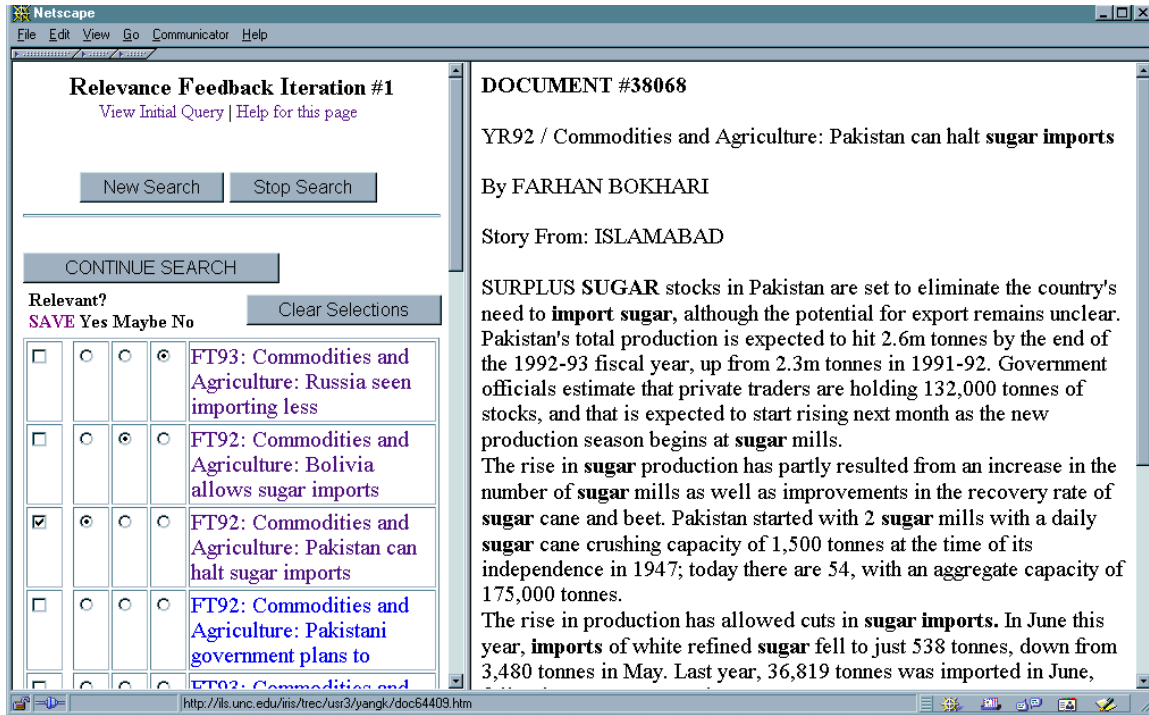 Netscape
File Edit View Go Communicator Help
Relevance Feedback Iteration #1
View Initial Query | Help for this page
New Search Stop Search
CONTINUE SEARCH
Relevant?
SAVE Yes Maybe No
Clear Selections
FT93: Commodities and
Agriculture: Russia seen
importing less
FT92: Commodities and
Agriculture: Bolivia
allows sugar imports
FT92: Commodities and
Agriculture: Pakistan can
halt sugar imports
FT92: Commodities and
Agriculture: Pakistani
government plans to
FT93: Commodities and
DOCUMENT #38068
YR92 / Commodities and Agriculture: Pakistan can halt sugar imports
By FARHAN BOKHARI
Story From: ISLAMABAD
SURPLUS SUGAR stocks in Pakistan are set to eliminate the country's
need to import sugar, although the potential for export remains unclear.
Pakistan's total production is expected to hit 2.6m tonnes by the end of
the 1992-93 fiscal year, up from 2.3m tonnes in 1991-92. Government
officials estimate that private traders are holding 132,000 tonnes of
stocks, and that is expected to start rising next month as the new
production season begins at sugar mills.
The rise in sugar production has partly resulted from an increase in the
number of sugar mills as well as improvements in the recovery rate of
sugar cane and beet. Pakistan started with 2 sugar mills with a daily
sugar cane crushing capacity of 1,500 tonnes at the time of its
independence in 1947; today there are 54, with an aggregate capacity of
175,000 tonnes.
The rise in production has allowed cuts in sugar imports. In June this
year, imports of white refined sugar fell to just 538 tonnes, down from
3,480 tonnes in May. Last year, 36,819 tonnes was imported in June,
http://ils.unc.edu/iris/trec/usr3/yangk/doc64409.htm